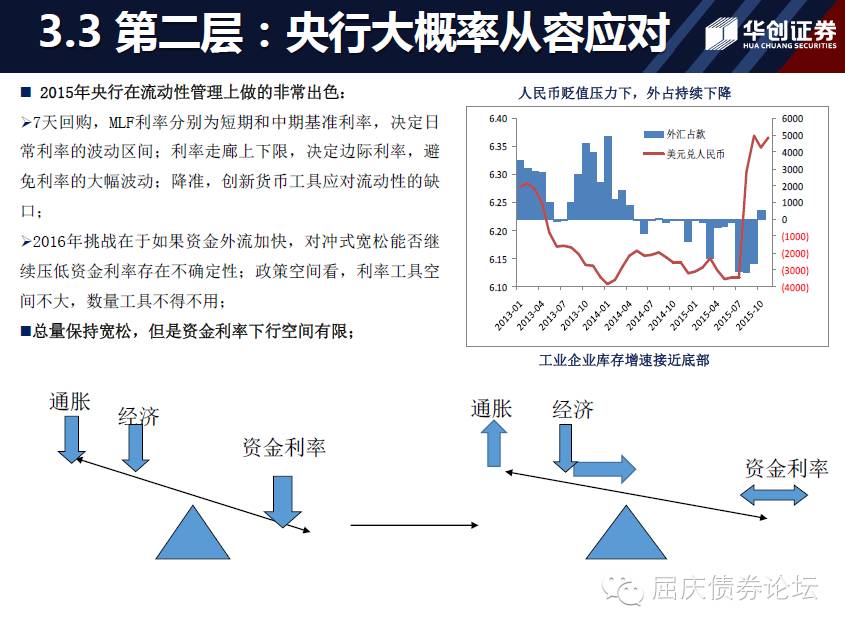 3.3 第二层：央行大概率从容应对
华创证券
HUA CHUANG SECURITIES
■ 2015年央行在流动性管理上做的非常出色：
➢7天回购，MLF利率分别为短期和中期基准利率，决定日
常利率的波动区间；利率走廊上下限，决定边际利率，避
免利率的大幅波动；降准，创新货币工具应对流动性的缺
口；
➢2016年挑战在于如果资金外流加快，对冲式宽松能否继
续压低资金利率存在不确定性；政策空间看，利率工具空
间不大，数量工具不得不用；
■总量保持宽松，但是资金利率下行空间有限；
人民币贬值压力下，外占持续下降
6.40
6.35
6.30
6.25
6.20
6.15
6.10
外汇占款
美元兑人民币
6000
5000
4000
3000
2000
1000
0
(1000)
(2000)
(3000)
(4000)
2013-01
2013-04
2013-07
2013-10
2014-01
2014-04
2014-07
2014-10
2015-01
2015-04
2015-07
2015-10
工业企业库存增速接近底部
通胀
经济
资金利率
通胀
经济
资金利率
屈庆债券论坛